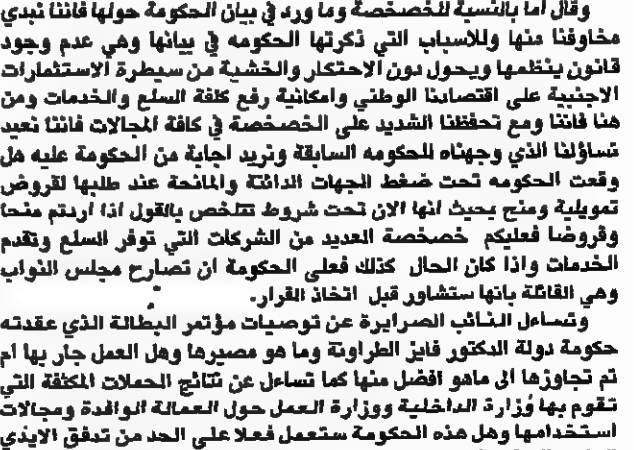 وقال اما بالنسبة للخصخصة وما ورد في بيان الحكومة حولها فاننا نبدي
مخاوفنا منها وللاسباب التي ذكرتها الحكومه في بيانها وهي عدم وجود
قانون ينظمها ويحول دون الاحتكار والخشية من سيطرة الاستثمارات
الاجنبية على اقتصادنا الوطني وامكانية رفع كلفة السلع والخدمات ومن
هنا فاننا ومع تحفظنا الشديد على الخصخصة في كافة المجالات فاننا نعيد
تساؤلنا الذي وجهناه للحكومه السابقة ونريد اجابة من الحكومة عليه هل
وقعت الحكومه تحت ضغط الجهات الدائنة والمانحة عند طلبها لقروض
تمويلية ومنح بحيث انها الان تحت شروط تتلخص بالقول اذا اردتم منحا
وقروضا فعليكم خصخصة العديد من الشركات التي توفر السلع وتقدم
الخدمات واذا كان الحال كذلك فعلى الحكومة ان تصارح مجلس النواب
وهي القائلة بانها ستشاور قبل اتخاذ القرار.
وتساءل النائب الصرايرة عن توصيات مؤتمر البطالة الذي عقدته
حكومة دولة الدكتور فايز الطراونة وما هو مصيرها وهل العمل جار بها ام
تم تجاوزها الى ماهو افضل منها كما تساءل عن نتائج الحملات المكثفة التي
تقوم بها وزارة الداخلية ووزارة العمل حول العمالة الوافدة ومجالات
استخدامها وهل هذه الحكومة ستعمل فعلا على الحد من تدفق الايذي